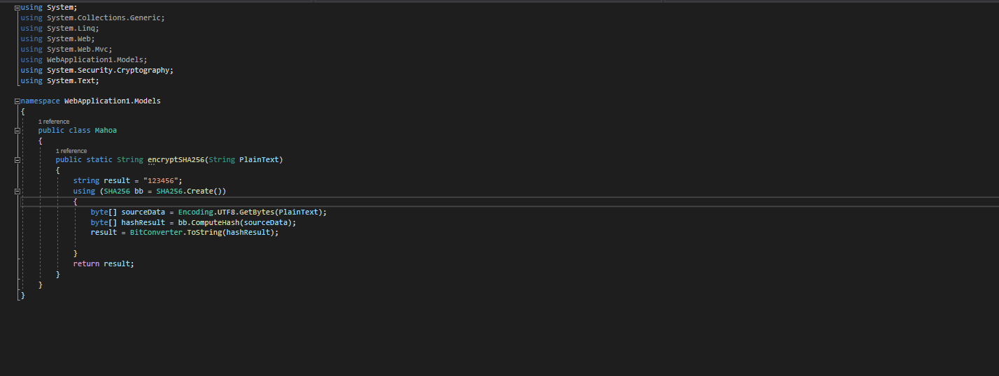 using System;
using System.Collections.Generic;
using System.Linq;
using System.Web;
using System.Web.Mvc;
using WebApplication1.Models;
using System.Security.Cryptography;
using System.Text;
namespace WebApplication1.Models
{
1 reference
public class Mahoa
{
1 reference
public static String encryptSHA256(String PlainText)
{
string result = "123456";
using (SHA256 bb = SHA256.Create())
{
byte[] sourceData = Encoding.UTF8.GetBytes(PlainText);
byte[] hashResult = bb.ComputeHash(sourceData);
result = BitConverter.ToString(hashResult);
}
return result;
}
}
}